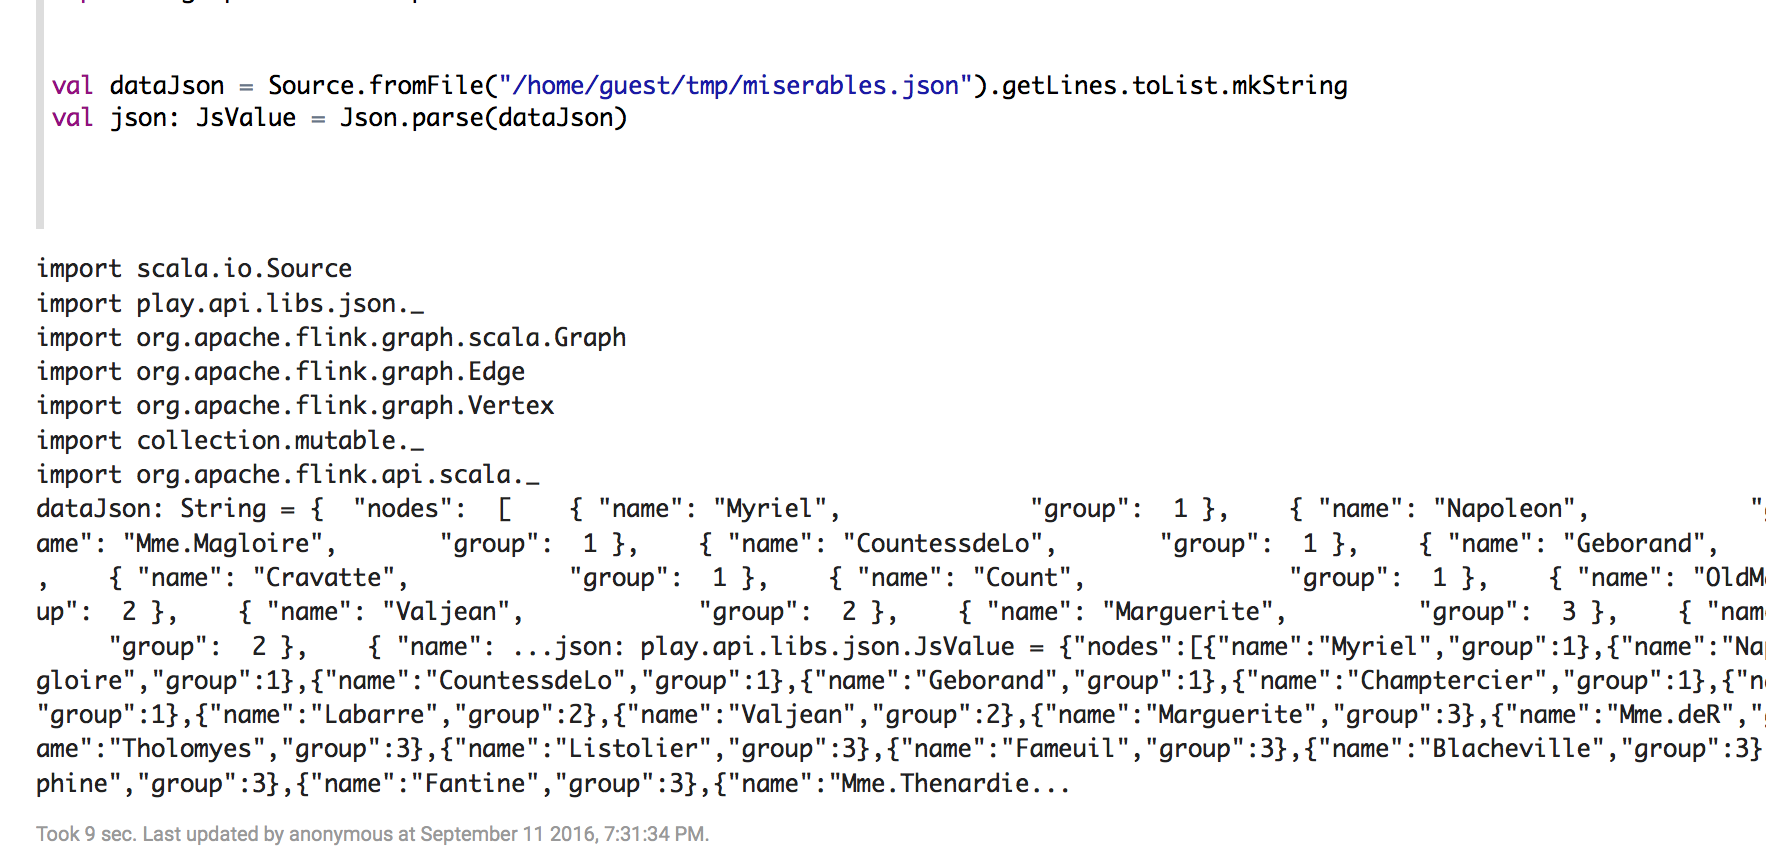 val dataJson = Source.fromFile("/home/guest/tmp/miserables.json").getLines.toList.mkString
val json: JsValue = Json.parse(dataJson)
import scala.io.Source
import play.api.libs.json._
import org.apache.flink.graph.scala.Graph
import org.apache.flink.graph.Edge
import org.apache.flink.graph.Vertex
import collection.mutable._
import org.apache.flink.api.scala._
dataJson: String = {  "nodes":  [    { "name": "Myriel",             "group":  1 },    { "name": "Napoleon",           "
ame": "Mme.Magloire",       "group":  1 },    { "name": "CountessdeLo",       "group":  1 },    { "name": "Geborand",
,    { "name": "Cravatte",           "group":  1 },    { "name": "Count",              "group":  1 },    { "name": "OldM
up":  2 },    { "name": "Valjean",            "group":  2 },    { "name": "Marguerite",         "group":  3 },    { "nam
     "group":  2 },    { "name": ...json: play.api.libs.json.JsValue = {"nodes":[{"name":"Myriel","group":1},{"name":"Na
gloire","group":1},{"name":"CountessdeLo","group":1},{"name":"Geborand","group":1},{"name":"Champtercier","group":1},{"n
"group":1},{"name":"Labarre","group":2},{"name":"Valjean","group":2},{"name":"Marguerite","group":3},{"name":"Mme.deR","
ame":"Tholomyes","group":3},{"name":"Listolier","group":3},{"name":"Fameuil","group":3},{"name":"Blacheville","group":3}
phine","group":3},{"name":"Fantine","group":3},{"name":"Mme.Thenardie...
Took 9 sec. Last updated by anonymous at September 11 2016, 7:31:34 PM.